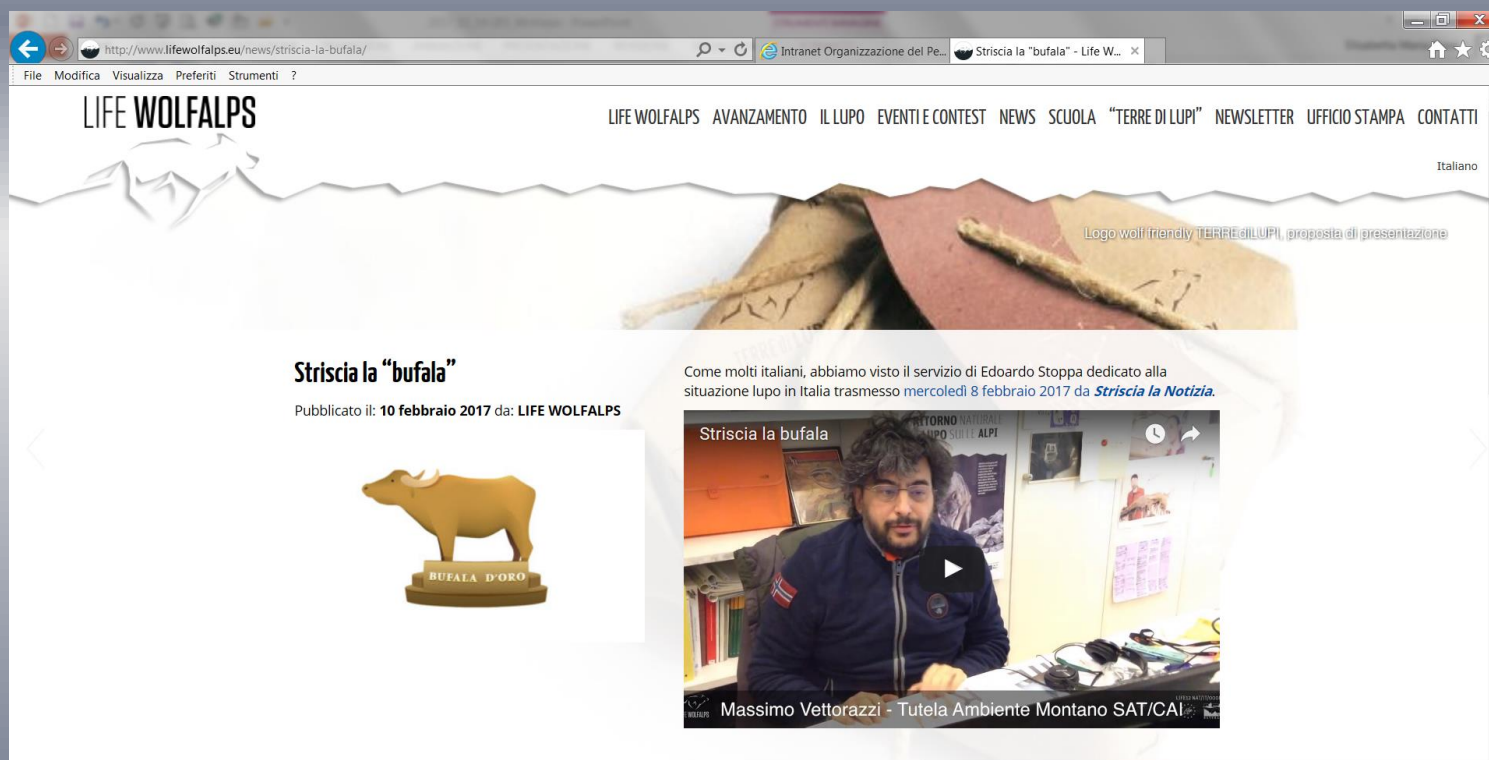 http://www.lifewolfalps.eu/news/striscia-la-bufala/
Intranet Organizzazione del Pe...
Striscia la "bufala" - Life W...
File Modifica Visualizza Preferiti Strumenti ?
LIFE WOLFALPS
LIFE WOLFALPS AVANZAMENTO IL LUPO EVENTI E CONTEST NEWS SCUOLA “TERRE DI LUPI” NEWSLETTER UFFICIO STAMPA CONTATTI
Italiano
Logo wolf friendly TERREdiLUPI, proposta di presentazione
TERRE di LUPI
Striscia la “bufala”
Pubblicato il: 10 febbraio 2017 da: LIFE WOLFALPS
BUFALA D'ORO
Come molti italiani, abbiamo visto il servizio di Edoardo Stoppa dedicato alla
situazione lupo in Italia trasmesso mercoledì 8 febbraio 2017 da Striscia la Notizia.
Striscia la bufala
RITORNO NATURALE
LUPO SULLE ALPI
Massimo Vettorazzi - Tutela Ambiente Montano SAT/CAI